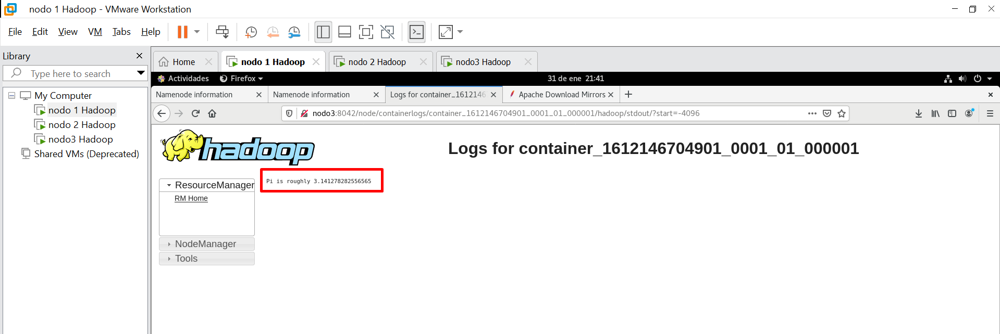 nodo 1 Hadoop - VMware Workstation
File Edit View VM Tabs Help
Library
Type here to search
My Computer
nodo 1 Hadoop
nodo 2 Hadoop
nodo3 Hadoop
Shared VMs (Deprecated)
Home nodo 1 Hadoop nodo 2 Hadoop nodo3 Hadoop
Actividades Firefox 31 de ene 21:41
Namenode information Namenode information Logs for container_1612146 Apache Download Mirrors
nodo3:8042/node/containerlogs/container_1612146704901_0001_01_000001/hadoop/stdout/?start=-4096
hadoop
Logs for container_1612146704901_0001_01_000001
ResourceManager
RM Home
NodeManager
Tools
Pi is roughly 3.141278282556565